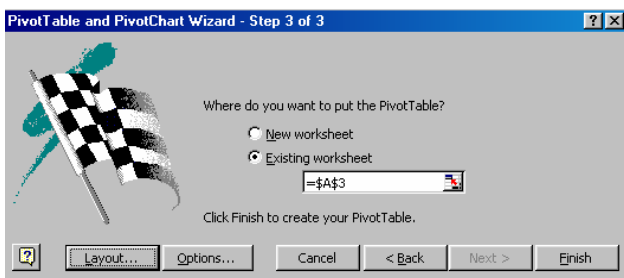 PivotTable and PivotChart Wizard - Step 3 of 3
Where do you want to put the PivotTable?
New worksheet
Existing worksheet
=$A$3
Click Finish to create your PivotTable.
Layout... Options... Cancel < Back Next > Finish